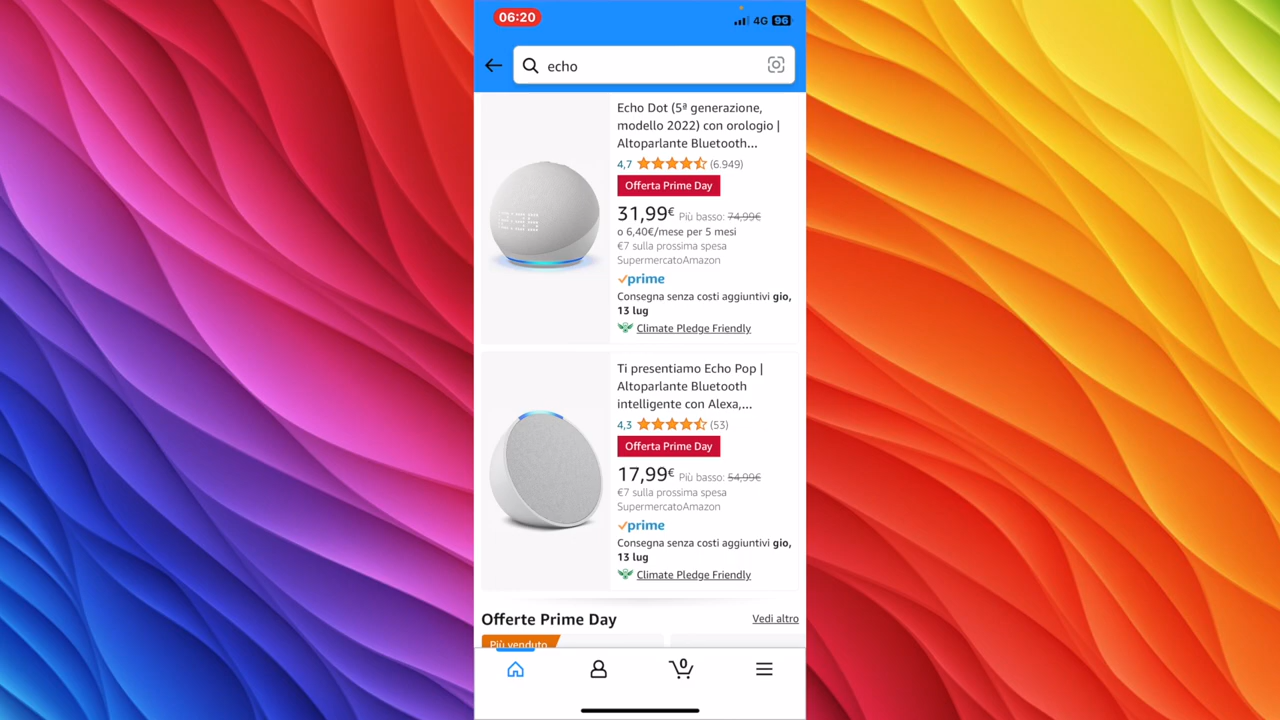 06:20
4G 96
echo
Echo Dot (5ª generazione,
modello 2022) con orologio |
Altoparlante Bluetooth...
4,7 (6.949)
Offerta Prime Day
31,99€ Più basso: 74,99€
o 6,40€/mese per 5 mesi
€7 sulla prossima spesa
SupermercatoAmazon
prime
Consegna senza costi aggiuntivi gio,
13 lug
Climate Pledge Friendly
Ti presentiamo Echo Pop |
Altoparlante Bluetooth
intelligente con Alexa,...
4,3 (53)
Offerta Prime Day
17,99€ Più basso: 54,99€
€7 sulla prossima spesa
SupermercatoAmazon
prime
Consegna senza costi aggiuntivi gio,
13 lug
Climate Pledge Friendly
Offerte Prime Day Vedi altro
Più venduto
0